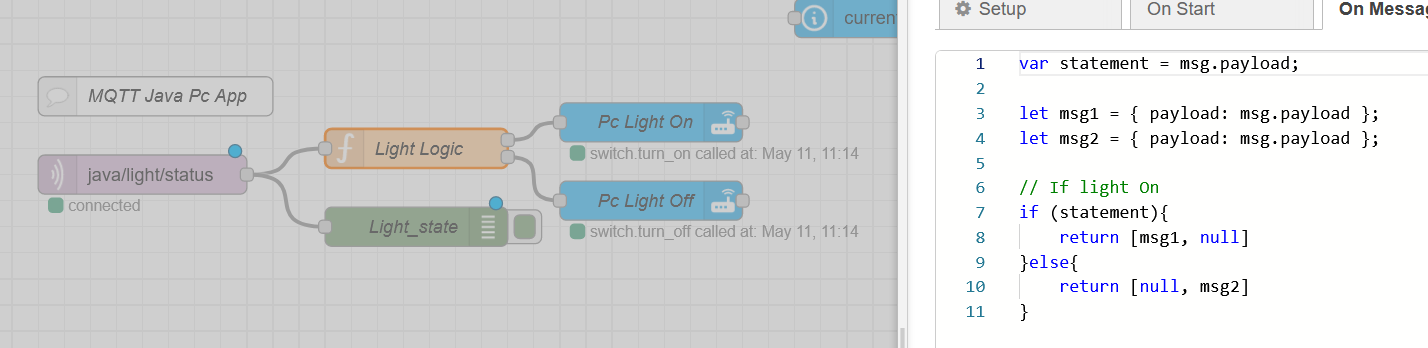 current
Setup
On Start
On Messag
MQTT Java Pc App
Light Logic
Pc Light On
switch.turn_on called at: May 11, 11:14
java/light/status
connected
Light_state
Pc Light Off
switch.turn_off called at: May 11, 11:14
1 var statement = msg.payload;
2
3 let msg1 = { payload: msg.payload };
4 let msg2 = { payload: msg.payload };
5
6 // If light On
7 if (statement){
8 return [msg1, null]
9 }else{
10 return [null, msg2]
11 }